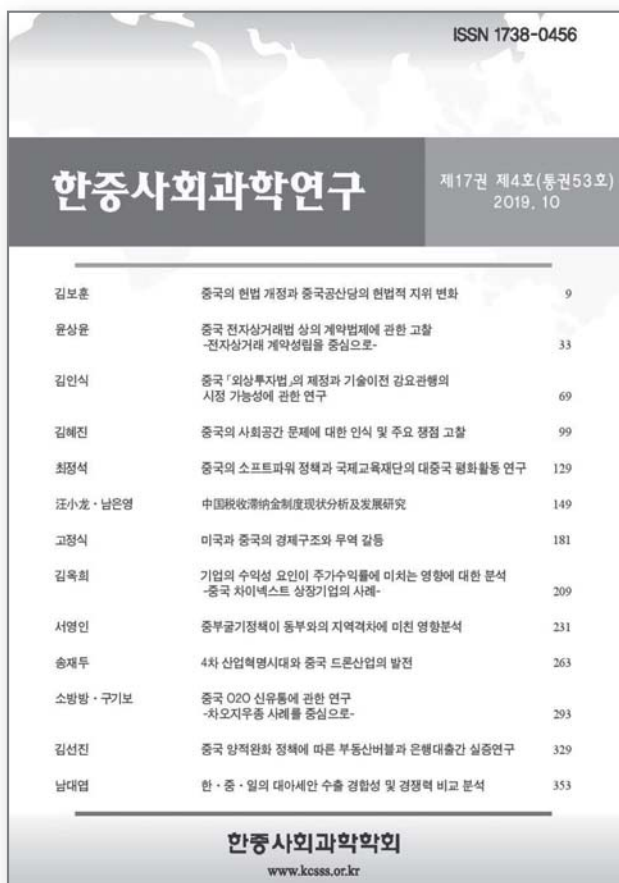 ISSN 1738-0456
한중사회과학연구
제17권 제4호(통권53호)
2019. 10
김보훈 중국의 헌법 개정과 중국공산당의 헌법적 지위 변화 9
윤상윤 중국 전자상거래법 상의 계약법제에 관한 고찰
-전자상거래 계약성립을 중심으로- 33
김인식 중국 「외상투자법」의 제정과 기술이전 강요관행의
시정 가능성에 관한 연구 69
김혜진 중국의 사회공간 문제에 대한 인식 및 주요 쟁점 고찰 99
최정석 중국의 소프트파워 정책과 국제교육재단의 대중국 평화활동 연구 129
汪小龙・남은영 中国税收滞纳金制度现状分析及发展研究 149
고정식 미국과 중국의 경제구조와 무역 갈등 181
김옥희 기업의 수익성 요인이 주가수익률에 미치는 영향에 대한 분석
-중국 차이넥스트 상장기업의 사례- 209
서영인 중부굴기정책이 동부와의 지역격차에 미친 영향분석 231
송재두 4차 산업혁명시대와 중국 드론산업의 발전 263
소방방・구기보 중국 O2O 신유통에 관한 연구
-차오지우종 사례를 중심으로- 293
김선진 중국 양적완화 정책에 따른 부동산버블과 은행대출간 실증연구 329
남대엽 한・중・일의 대아세안 수출 경합성 및 경쟁력 비교 분석 353
한중사회과학학회
www.kcsss.or.kr